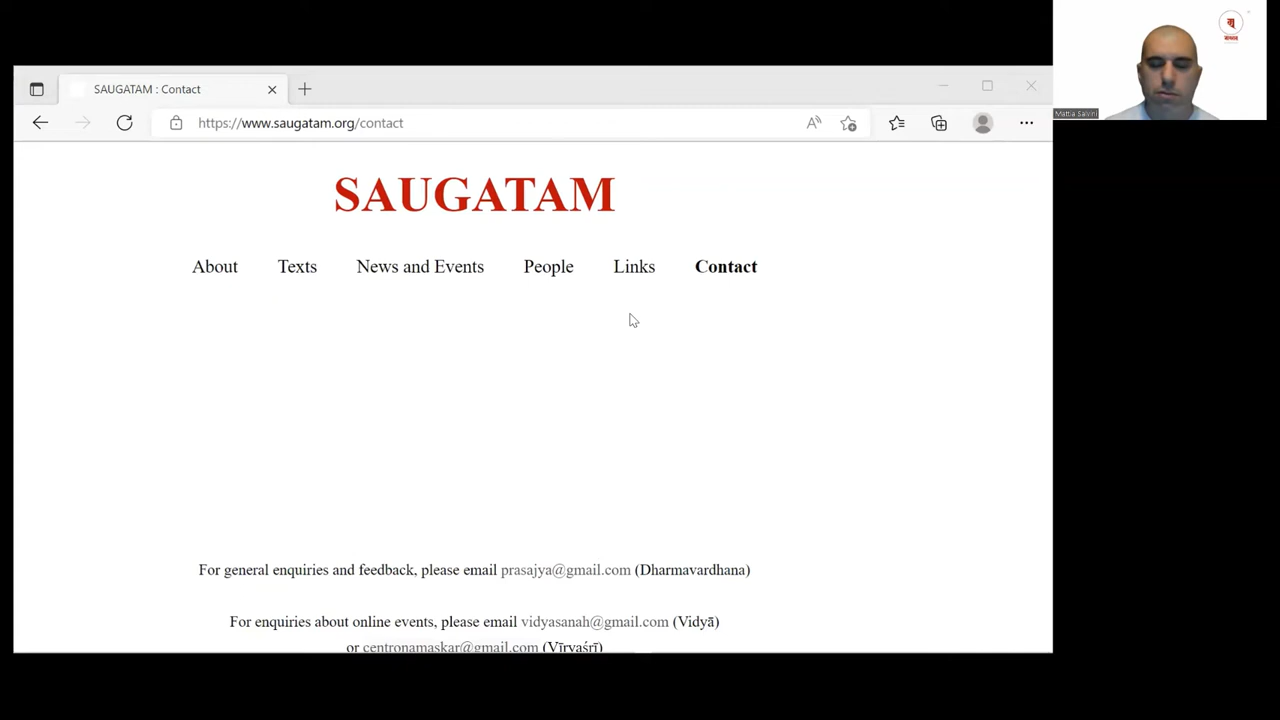 SAUGATAM : Contact
https://www.saugatam.org/contact
SAUGATAM
About Texts News and Events People Links Contact
For general enquiries and feedback, please email prasajya@gmail.com (Dharmavardhana)
For enquiries about online events, please email vidyasanah@gmail.com (Vidyā)
or centronamaskar@gmail.com (Vīryaśrī)
Mattia Salvini